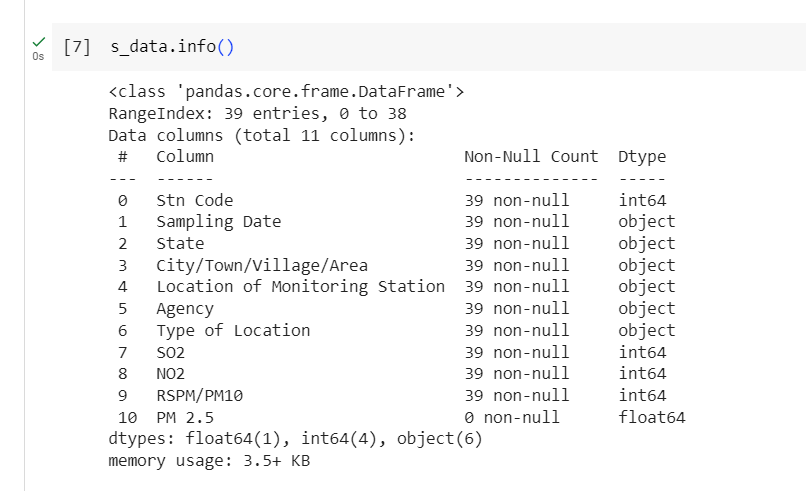 [7] s_data.info()
0s
<class 'pandas.core.frame.DataFrame'>
RangeIndex: 39 entries, 0 to 38
Data columns (total 11 columns):
 #   Column                          Non-Null Count  Dtype
---  ------                          --------------  -----
 0   Stn Code                        39 non-null     int64
 1   Sampling Date                   39 non-null     object
 2   State                           39 non-null     object
 3   City/Town/Village/Area          39 non-null     object
 4   Location of Monitoring Station  39 non-null     object
 5   Agency                          39 non-null     object
 6   Type of Location                39 non-null     object
 7   SO2                             39 non-null     int64
 8   NO2                             39 non-null     int64
 9   RSPM/PM10                       39 non-null     int64
 10  PM 2.5                          0 non-null      float64
dtypes: float64(1), int64(4), object(6)
memory usage: 3.5+ KB